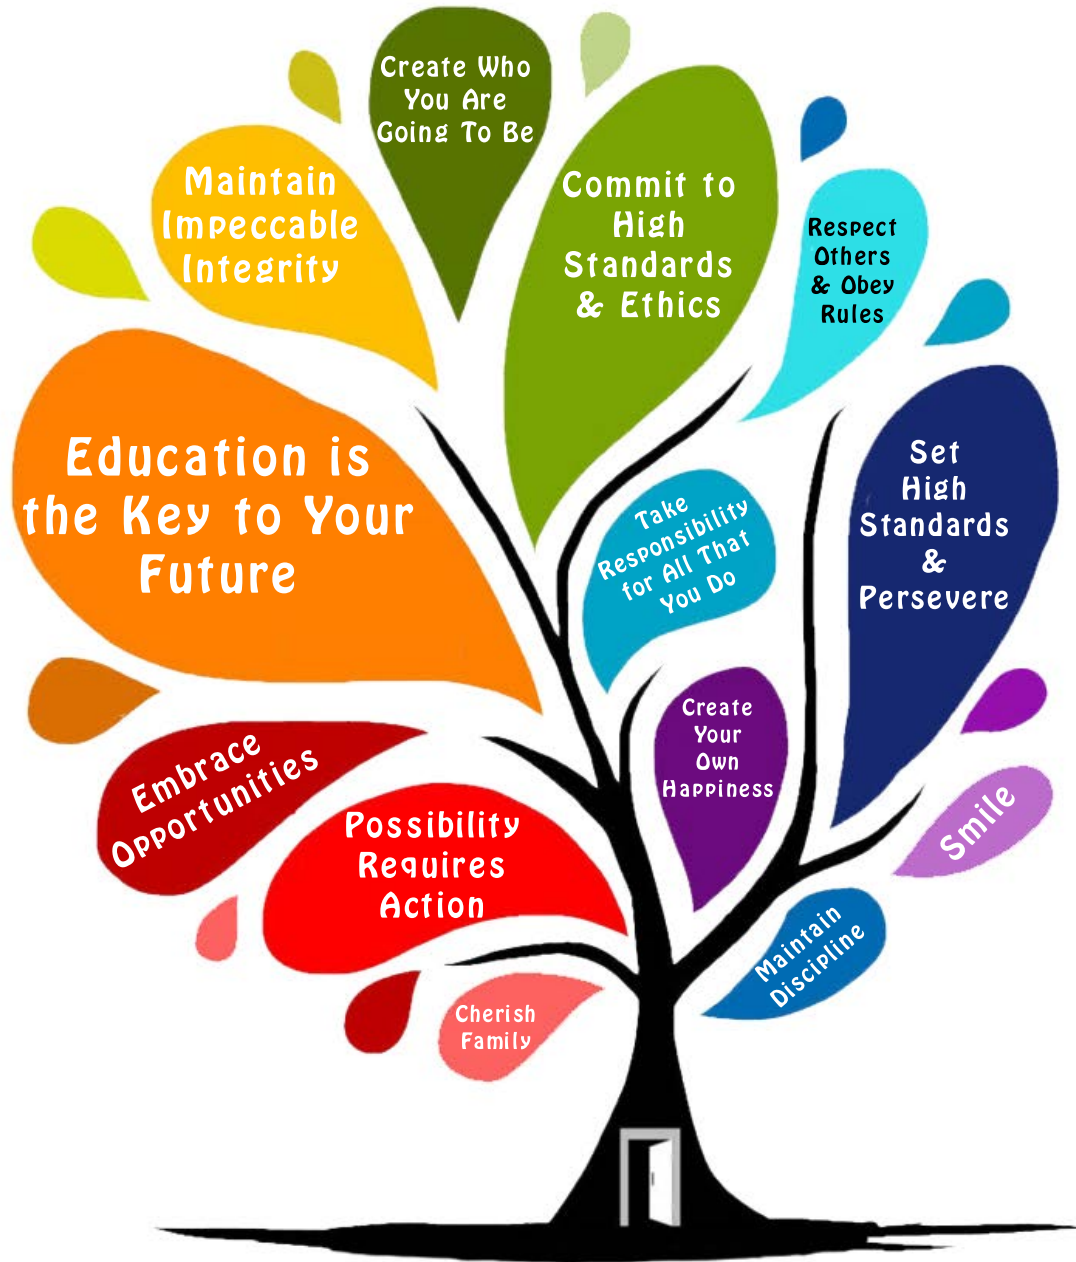 Create Who
You Are
Going To Be
Maintain
Impeccable
Integrity
Commit to
High
Standards
& Ethics
Respect
Others
& Obey
Rules
Education is
the Key to Your
Future
Take
Responsibility
for All That
You Do
Set
High
Standards
&
Persevere
Create
Your
Own
Happiness
Embrace
Opportunities
Possibility
Requires
Action
Smile
Maintain
Discipline
Cherish
Family